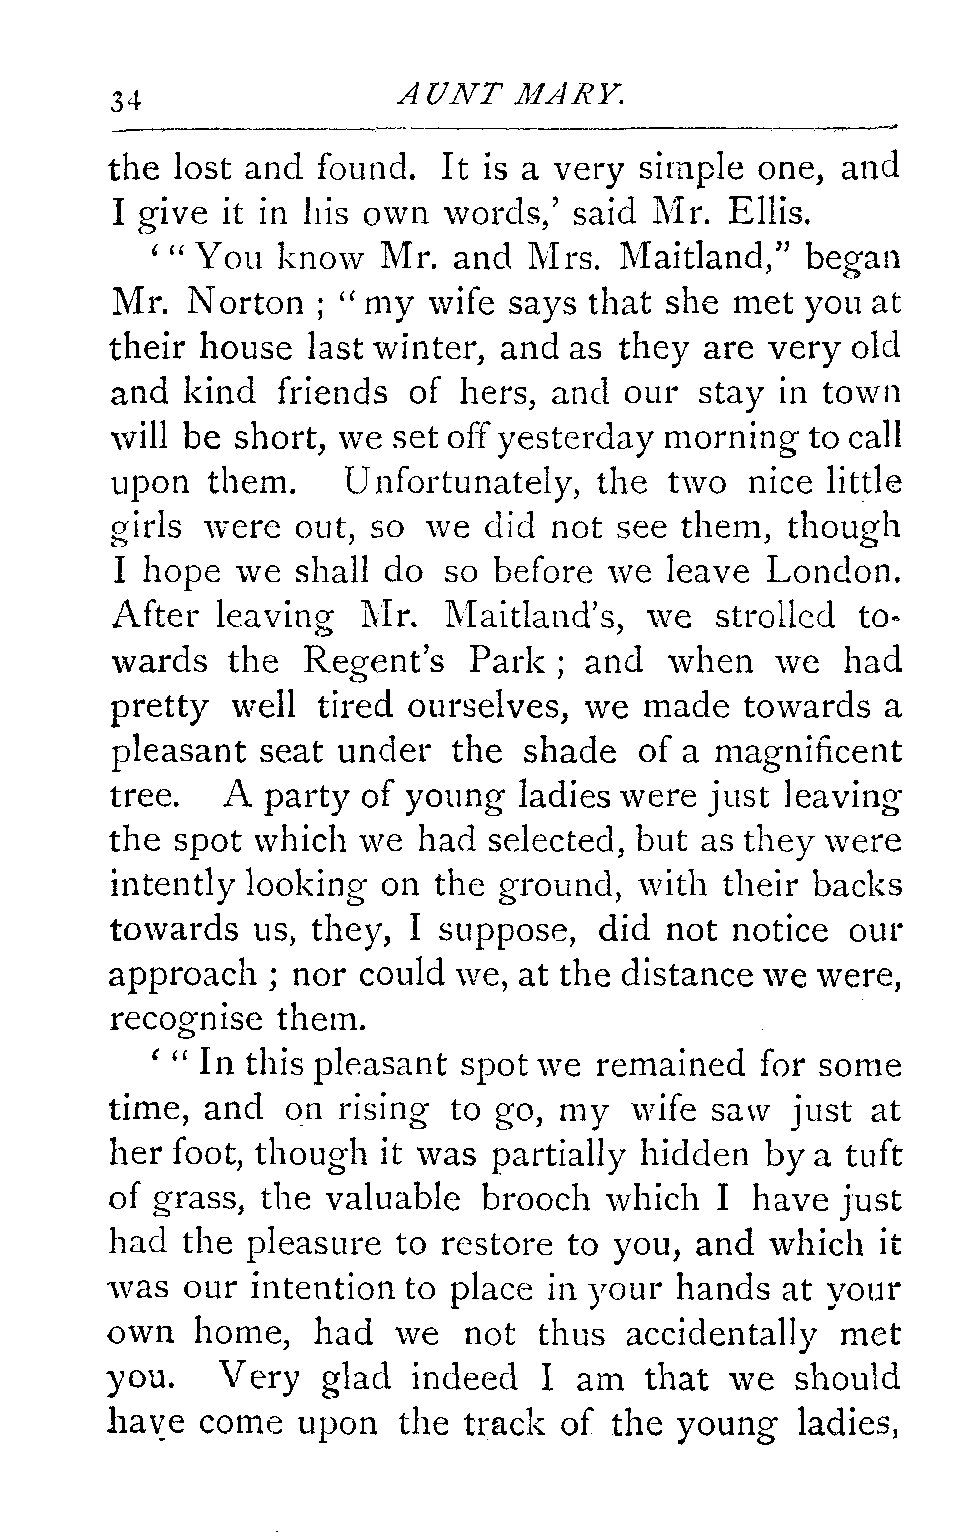 34 AUNT MARY.
the lost and found. It is a very simple one, and
I give it in his own words,' said Mr. Ellis.
' " You know Mr. and Mrs. Maitland," began
Mr. Norton ; " my wife says that she met you at
their house last winter, and as they are very old
and kind friends of hers, and our stay in town
will be short, we set off yesterday morning to call
upon them. Unfortunately, the two nice little
girls were out, so we did not see them, though
I hope we shall do so before we leave London.
After leaving Mr. Maitland's, we strolled to-
wards the Regent's Park ; and when we had
pretty well tired ourselves, we made towards a
pleasant seat under the shade of a magnificent
tree. A party of young ladies were just leaving
the spot which we had selected, but as they were
intently looking on the ground, with their backs
towards us, they, I suppose, did not notice our
approach ; nor could we, at the distance we were,
recognise them.
' " In this pleasant spot we remained for some
time, and on rising to go, my wife saw just at
her foot, though it was partially hidden by a tuft
of grass, the valuable brooch which I have just
had the pleasure to restore to you, and which it
was our intention to place in your hands at your
own home, had we not thus accidentally met
you. Very glad indeed I am that we should
have come upon the track of the young ladies,